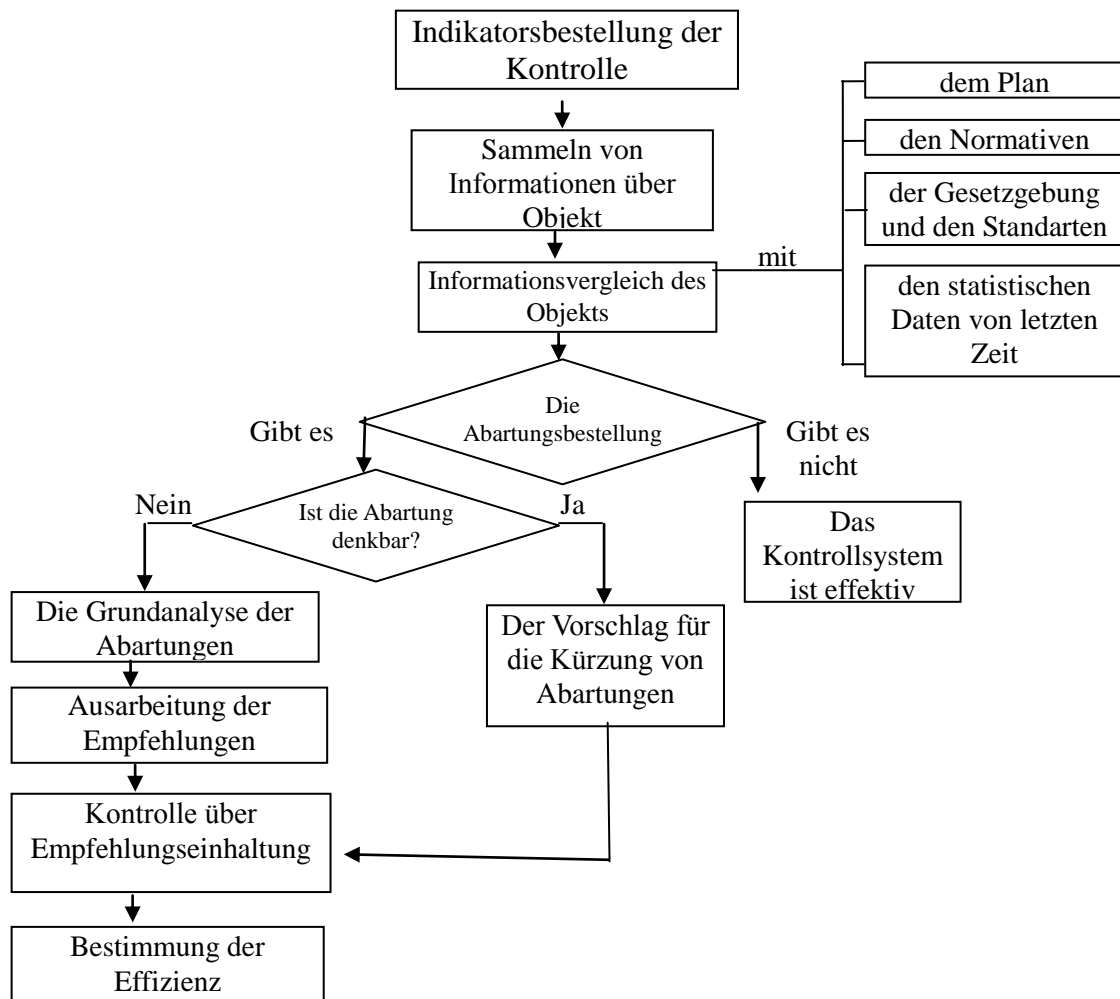 Indikatorsbestellung der
Kontrolle
Sammeln von
Informationen über
Objekt
Informationsvergleich des
Objekts
mit
dem Plan
den Normativen
der Gesetzgebung
und den Standarten
den statistischen
Daten von letzten
Zeit
Die
Abartungsbestellung
Gibt es
Gibt es
nicht
Ist die Abartung
denkbar?
Nein
Ja
Das
Kontrollsystem
ist effektiv
Die Grundanalyse der
Abartungen
Der Vorschlag für
die Kürzung von
Abartungen
Ausarbeitung der
Empfehlungen
Kontrolle über
Empfehlungseinhaltung
Bestimmung der
Effizienz